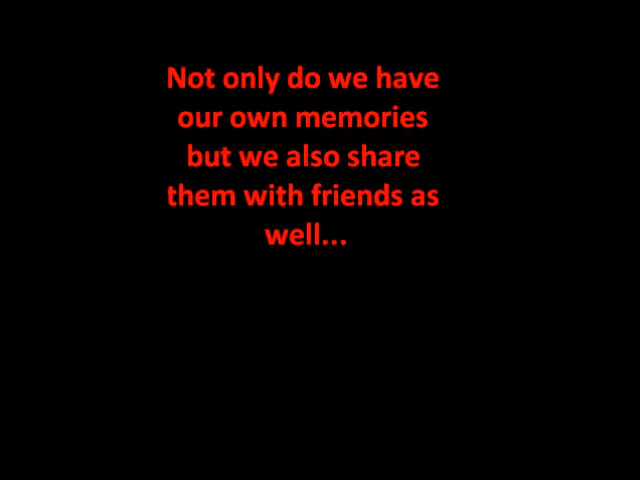 Not only do we have
our own memories
but we also share
them with friends as
well...